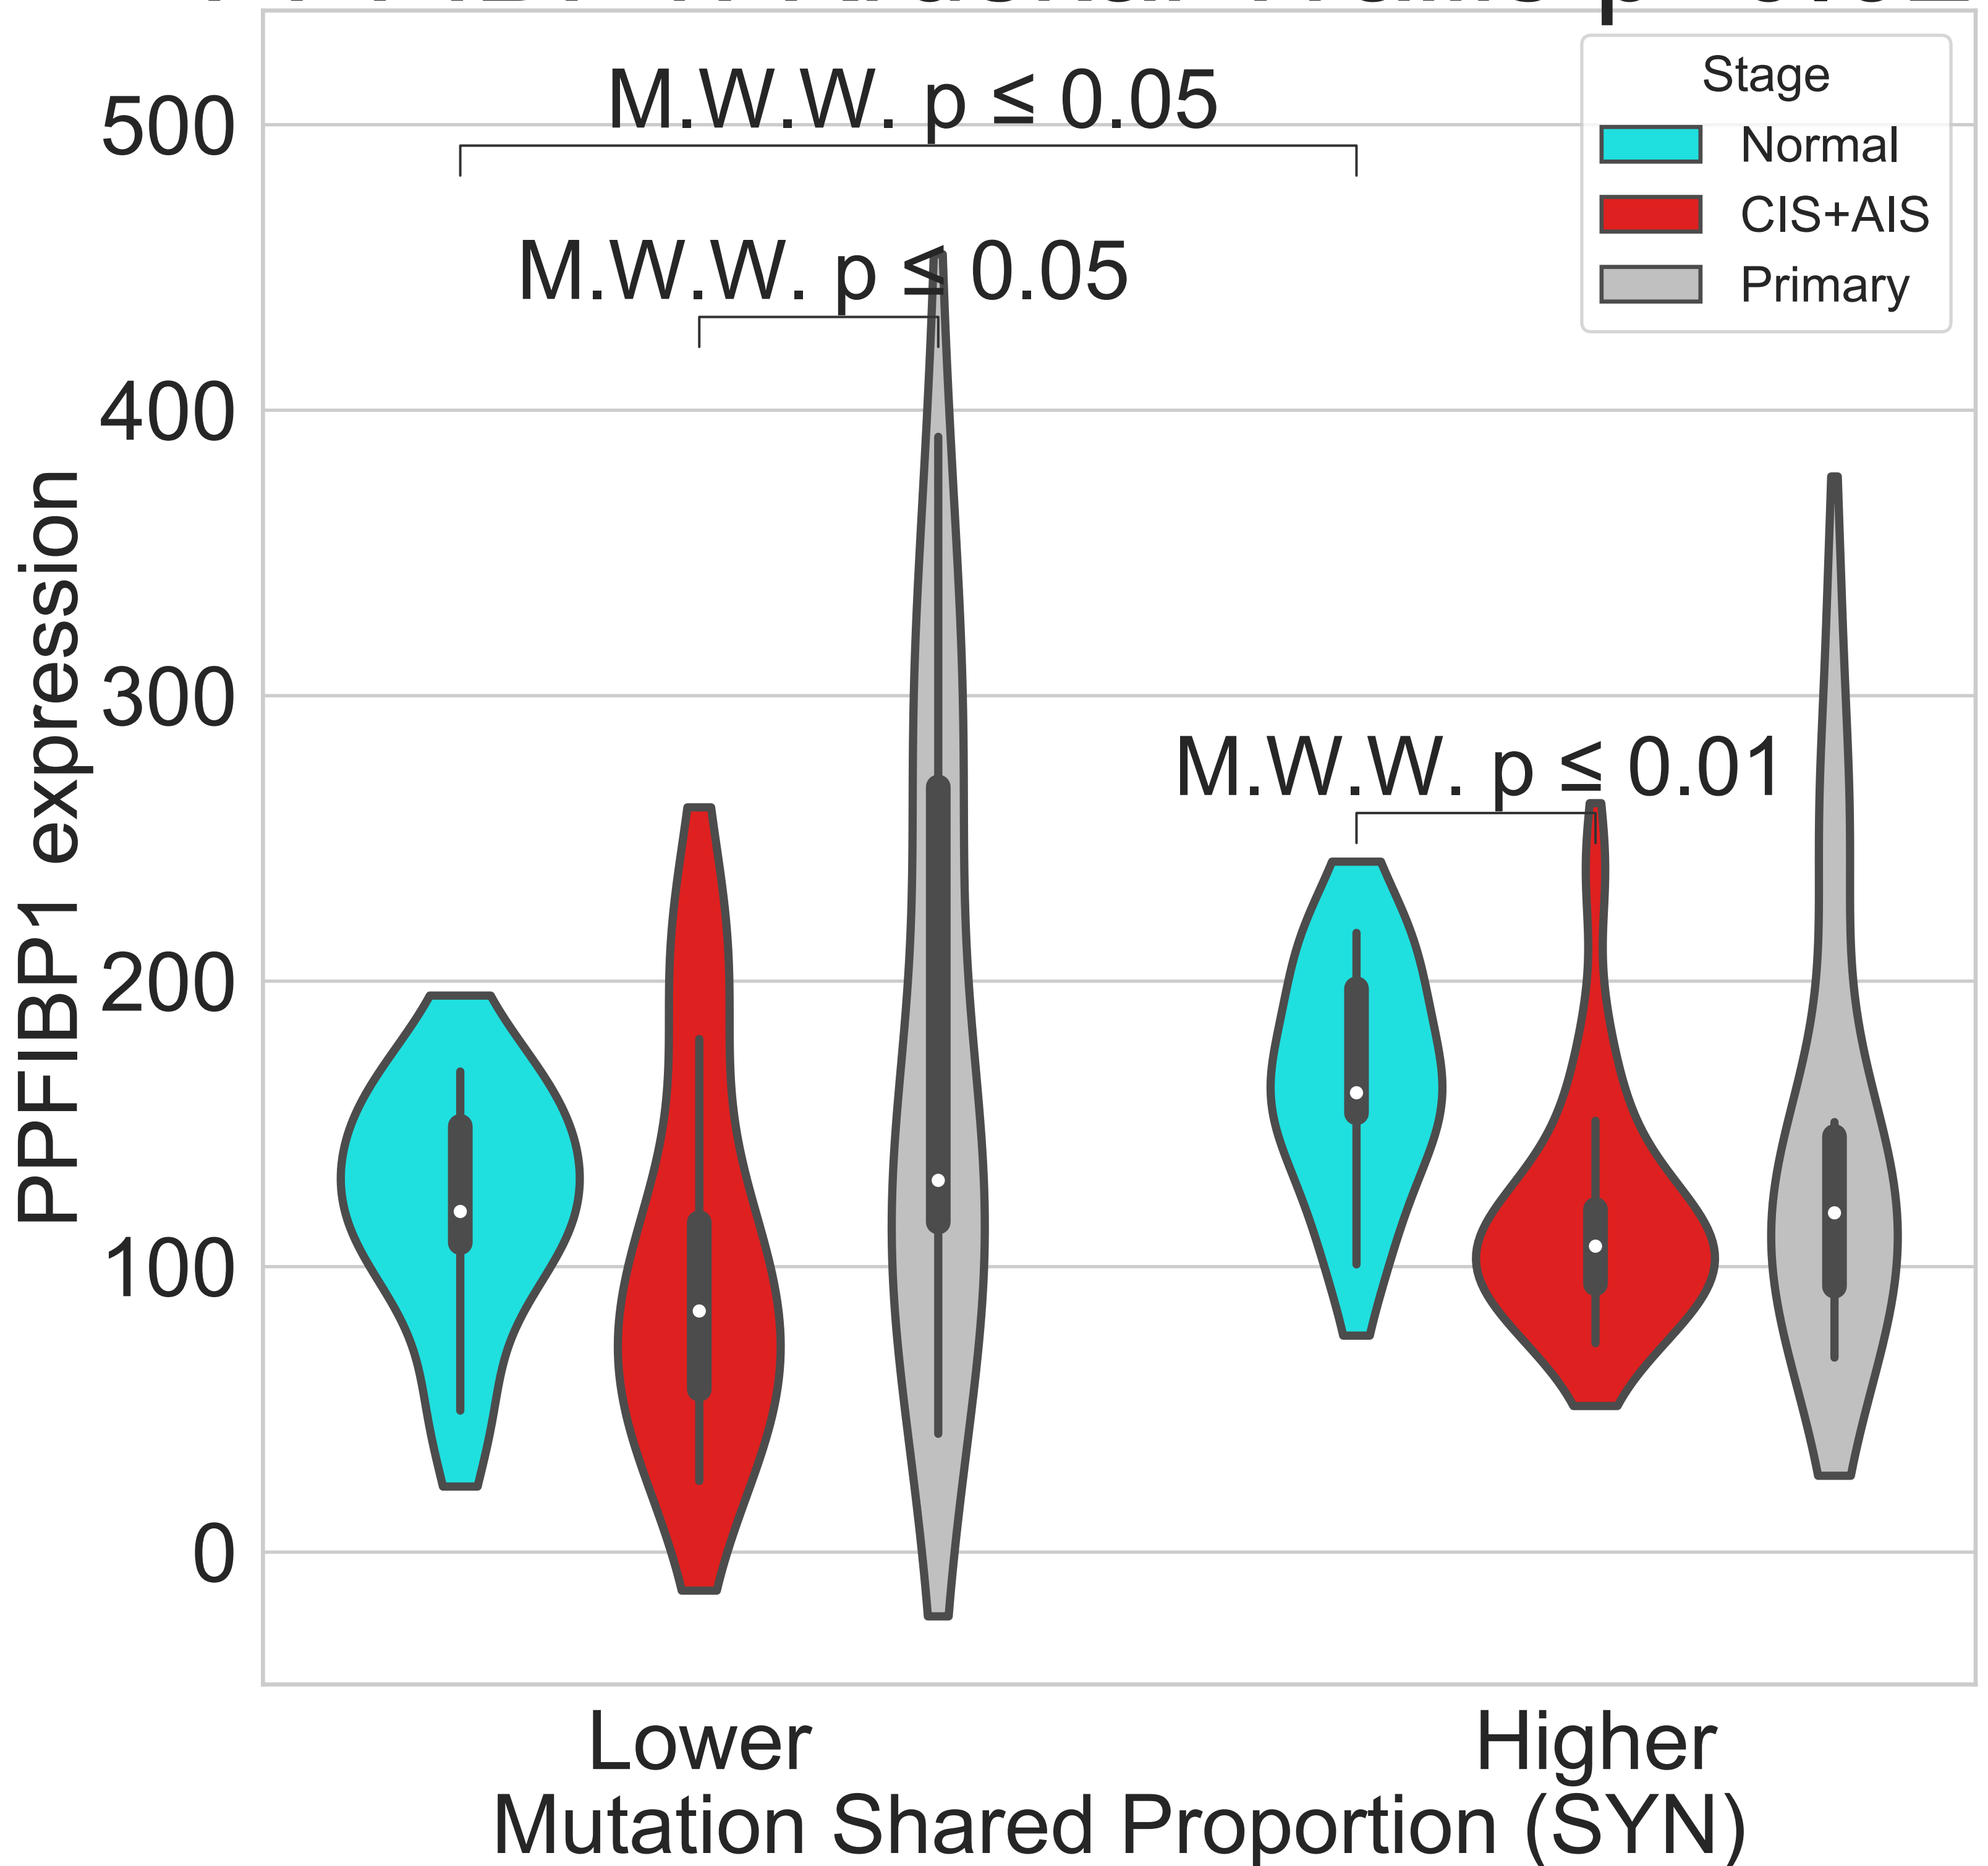 M.W.W. p ≤ 0.05
Stage
Normal
CIS+AIS
Primary
M.W.W. p ≤ 0.05
M.W.W. p ≤ 0.01
500
400
300
200
100
0
PPFIBP1 expression
Lower
Higher
Mutation Shared Proportion (SYN)